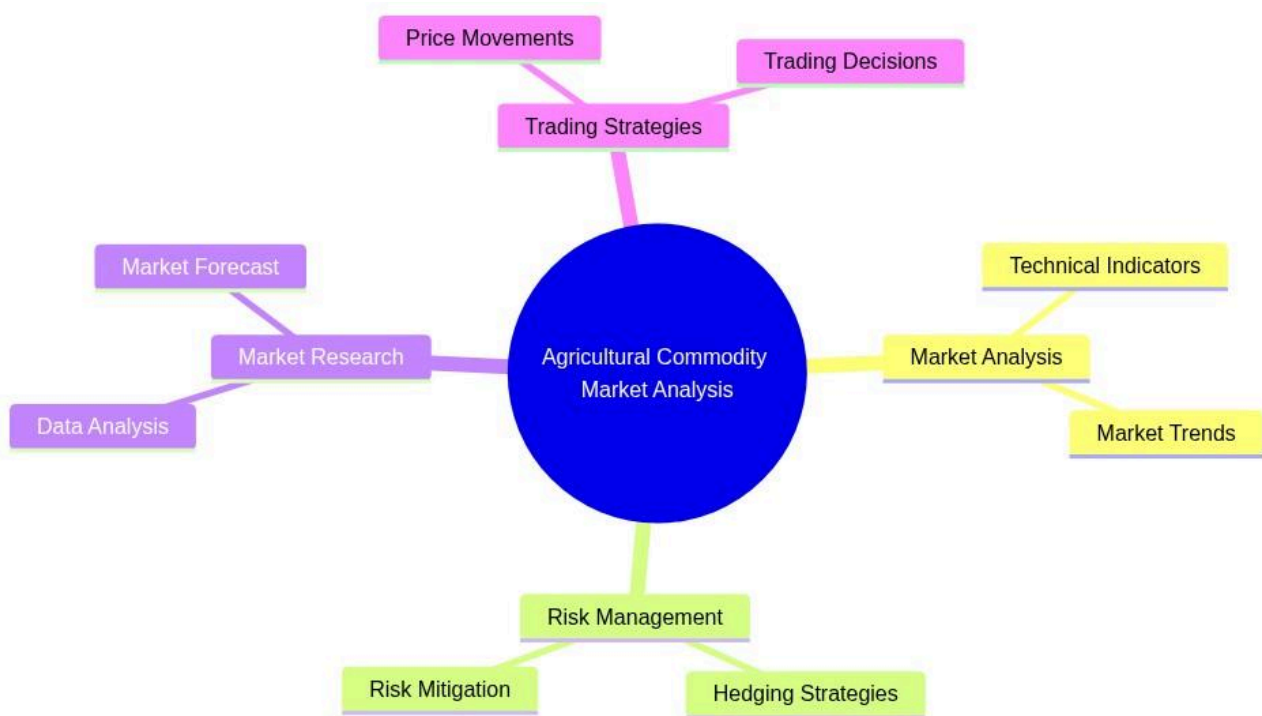 Price Movements
Trading Decisions
Trading Strategies
Market Forecast
Technical Indicators
Market Research
Agricultural Commodity
Market Analysis
Market Analysis
Data Analysis
Market Trends
Risk Management
Risk Mitigation
Hedging Strategies